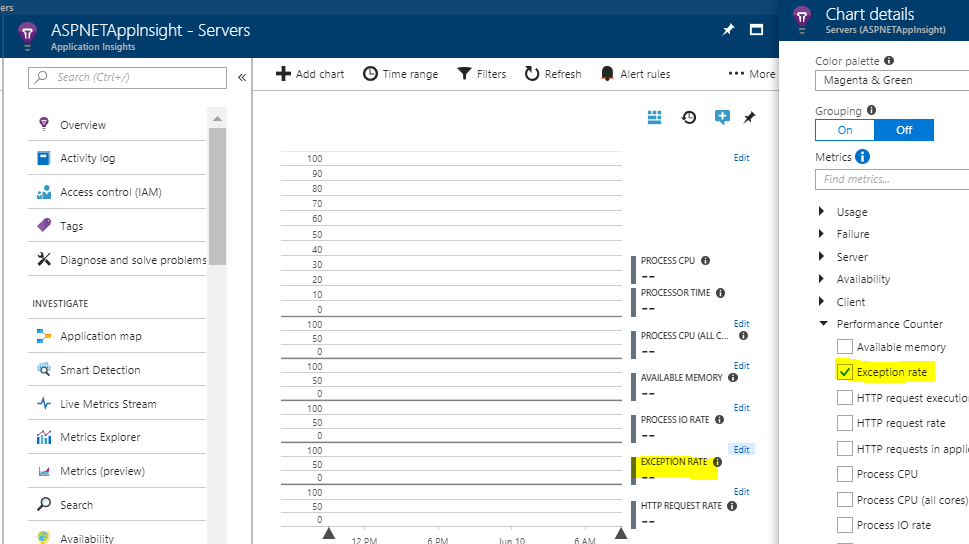 ers
ASPNETAppInsight - Servers
Application Insights
Search (Ctrl+/)
«
Overview
Activity log
Access control (IAM)
Tags
Diagnose and solve problems
INVESTIGATE
Application map
Smart Detection
Live Metrics Stream
Metrics Explorer
Metrics (preview)
Search
Availability
Add chart
Time range
Filters
Refresh
Alert rules
More
100
90
80
70
60
50
40
30
20
10
0
Edit
PROCESS CPU
--
PROCESSOR TIME
--
100
50
0
Edit
PROCESS CPU (ALL C...
--
100
50
0
Edit
AVAILABLE MEMORY
--
100
50
0
Edit
PROCESS IO RATE
--
100
50
0
Edit
EXCEPTION RATE
--
100
50
0
Edit
HTTP REQUEST RATE
--
12 PM
6 PM
Jun 10
6 AM
Chart details
Servers (ASPNETAppInsight)
Color palette
Magenta & Green
Grouping
On
Off
Metrics
Find metrics...
Usage
Failure
Server
Availability
Client
Performance Counter
Available memory
Exception rate
HTTP request execution
HTTP request rate
HTTP requests in applic
Process CPU
Process CPU (all cores)
Process IO rate